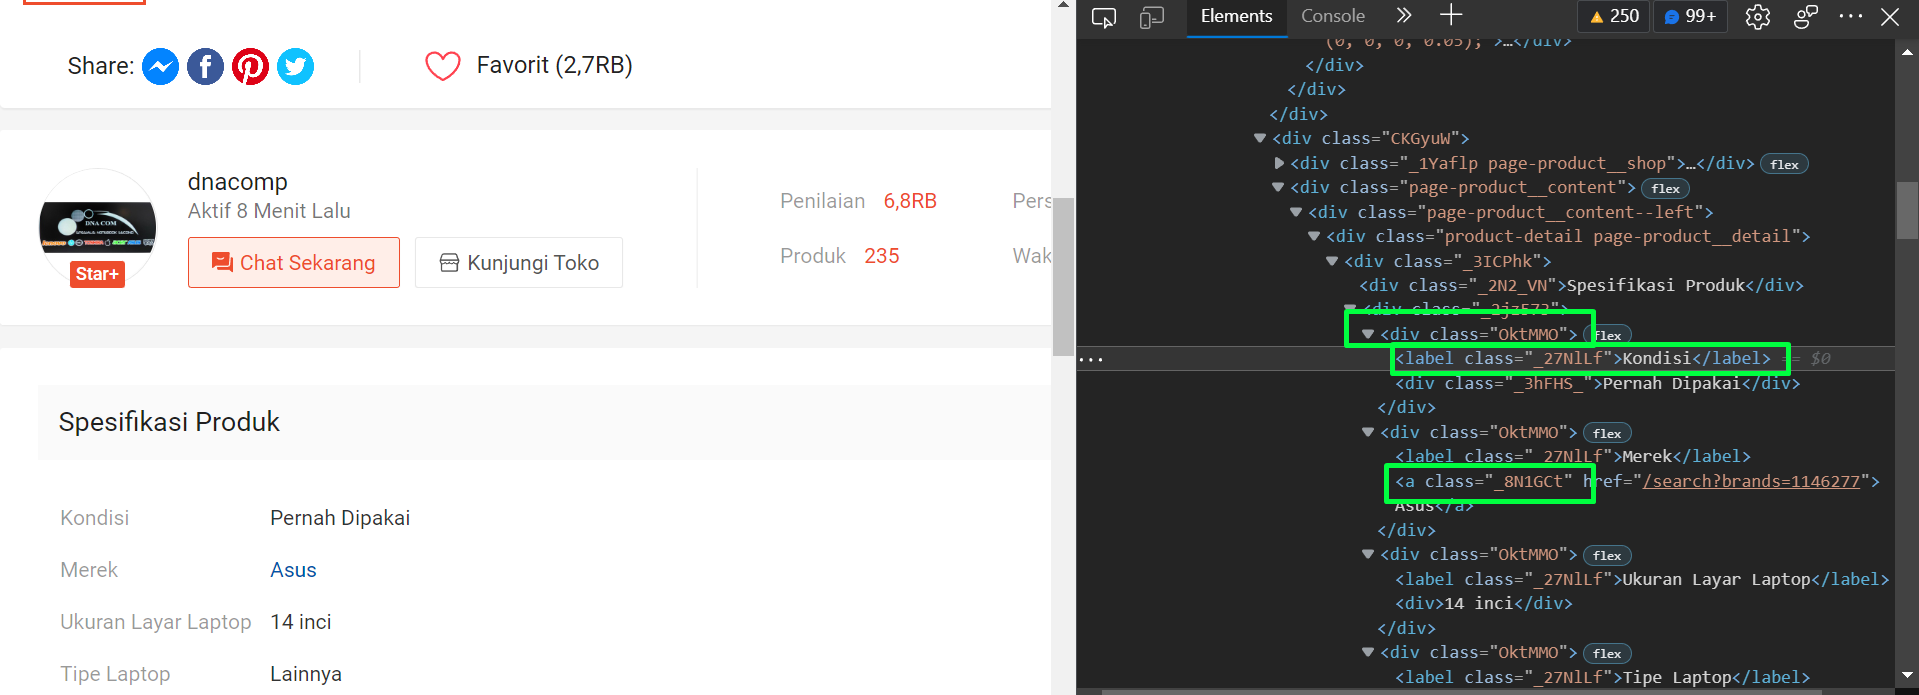 Share:
Favorit (2,7RB)
dnacomp
Aktif 8 Menit Lalu
DNA COM
Star+
Chat Sekarang
Kunjungi Toko
Penilaian 6,8RB
Produk 235
Pers
Wak
Spesifikasi Produk
Kondisi Pernah Dipakai
Merek Asus
Ukuran Layar Laptop 14 inci
Tipe Laptop Lainnya
Elements Console 250 99+
(0, 0, 0, 0.05); >…</div>
</div>
</div>
</div>
<div class="CKGyuW">
<div class="_1Yaflp page-product__shop">…</div> flex
<div class="page-product__content"> flex
<div class="page-product__content--left">
<div class="product-detail page-product__detail">
<div class="_3ICPhk">
<div class="_2N2_VN">Spesifikasi Produk</div>
<div class="_2jz573">
<div class="OktMMO"> flex
<label class="_27NlLf">Kondisi</label> == $0
<div class="_3hFHS_">Pernah Dipakai</div>
</div>
<div class="OktMMO"> flex
<label class="_27NlLf">Merek</label>
<a class="_8N1GCt" href="/search?brands=1146277">
Asus</a>
</div>
<div class="OktMMO"> flex
<label class="_27NlLf">Ukuran Layar Laptop</label>
<div>14 inci</div>
</div>
<div class="OktMMO"> flex
<label class="_27NlLf">Tipe Laptop</label>